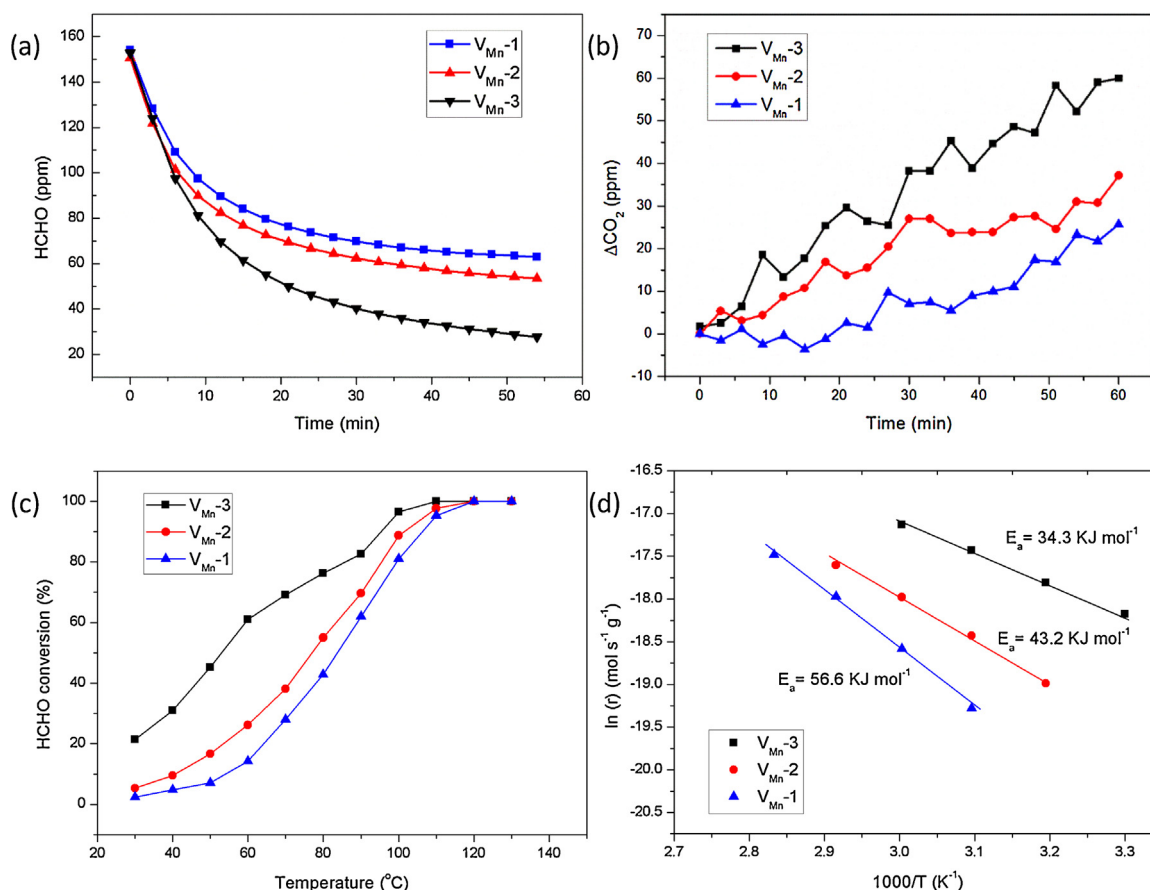 (a)
160
140
120
100
80
60
40
20
HCHO (ppm)
0 10 20 30 40 50 60
Time (min)
V_Mn-1
V_Mn-2
V_Mn-3
(b)
70
60
50
40
30
20
10
0
-10
ΔCO₂ (ppm)
0 10 20 30 40 50 60
Time (min)
V_Mn-3
V_Mn-2
V_Mn-1
(c)
100
80
60
40
20
0
HCHO conversion (%)
20 40 60 80 100 120 140
Temperature (°C)
V_Mn-3
V_Mn-2
V_Mn-1
(d)
-16.5
-17.0
-17.5
-18.0
-18.5
-19.0
-19.5
-20.0
-20.5
ln (r) (mol s⁻¹ g⁻¹)
2.7 2.8 2.9 3.0 3.1 3.2 3.3
1000/T (K⁻¹)
Eₐ= 34.3 KJ mol⁻¹
Eₐ= 43.2 KJ mol⁻¹
Eₐ= 56.6 KJ mol⁻¹
V_Mn-3
V_Mn-2
V_Mn-1